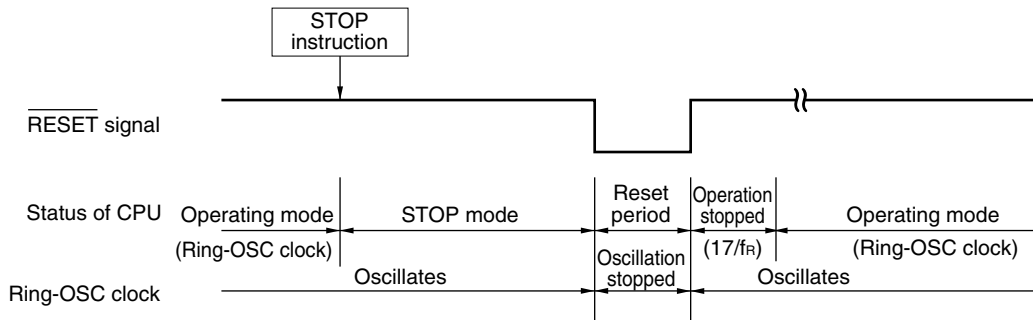 STOP
instruction
RESET signal
Status of CPU
Operating mode
(Ring-OSC clock)
STOP mode
Reset
period
Operation
stopped
(17/fR)
Operating mode
(Ring-OSC clock)
Ring-OSC clock
Oscillates
Oscillation
stopped
Oscillates